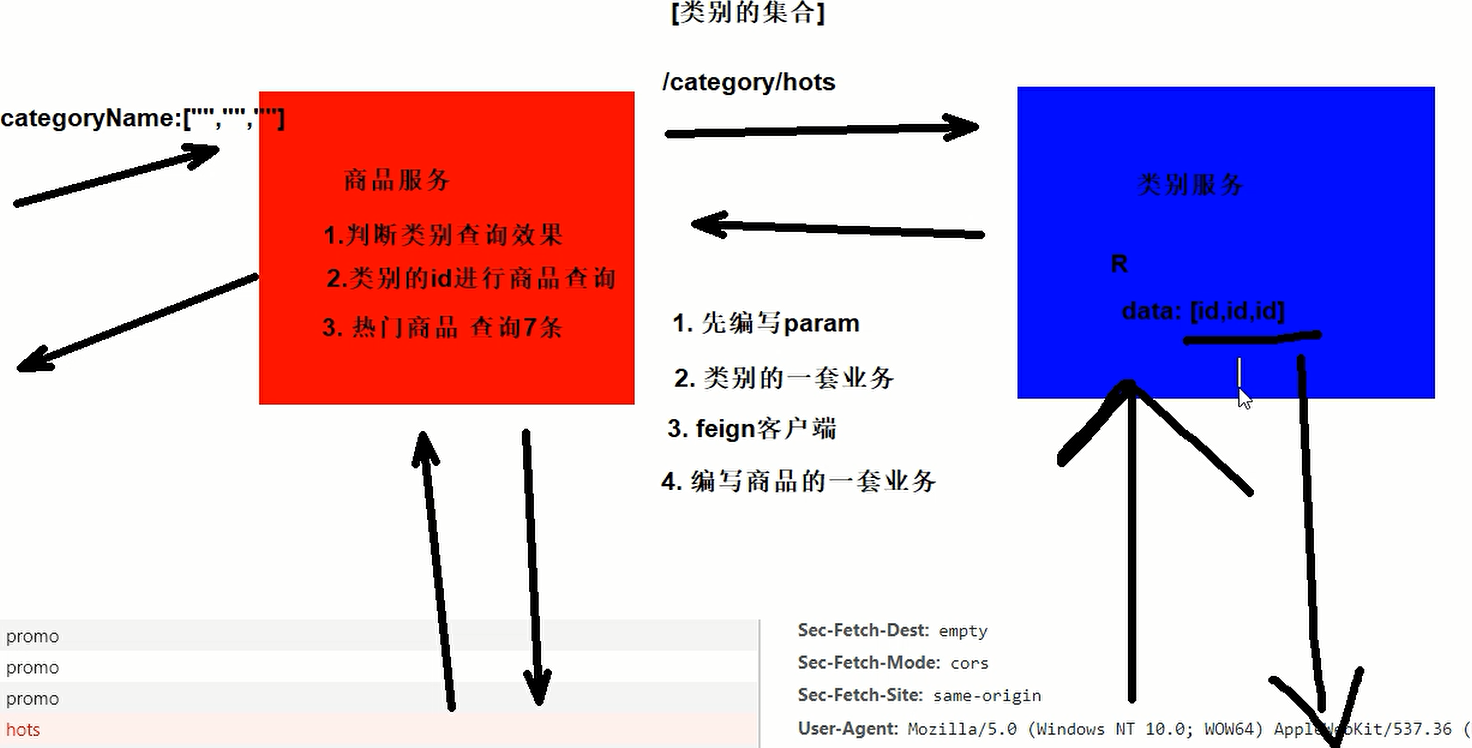 [类别的集合]
/category/hots
categoryName:["","",""]
商品服务
1.判断类别查询效果
2.类别的id进行商品查询
3. 热门商品 查询7条
类别服务
R
data: [id,id,id]
1. 先编写param
2. 类别的一套业务
3. feign客户端
4. 编写商品的一套业务
promo
promo
promo
hots
Sec-Fetch-Dest: empty
Sec-Fetch-Mode: cors
Sec-Fetch-Site: same-origin
User-Agent: Mozilla/5.0 (Windows NT 10.0; WOW64) AppleWebKit/537.36 (